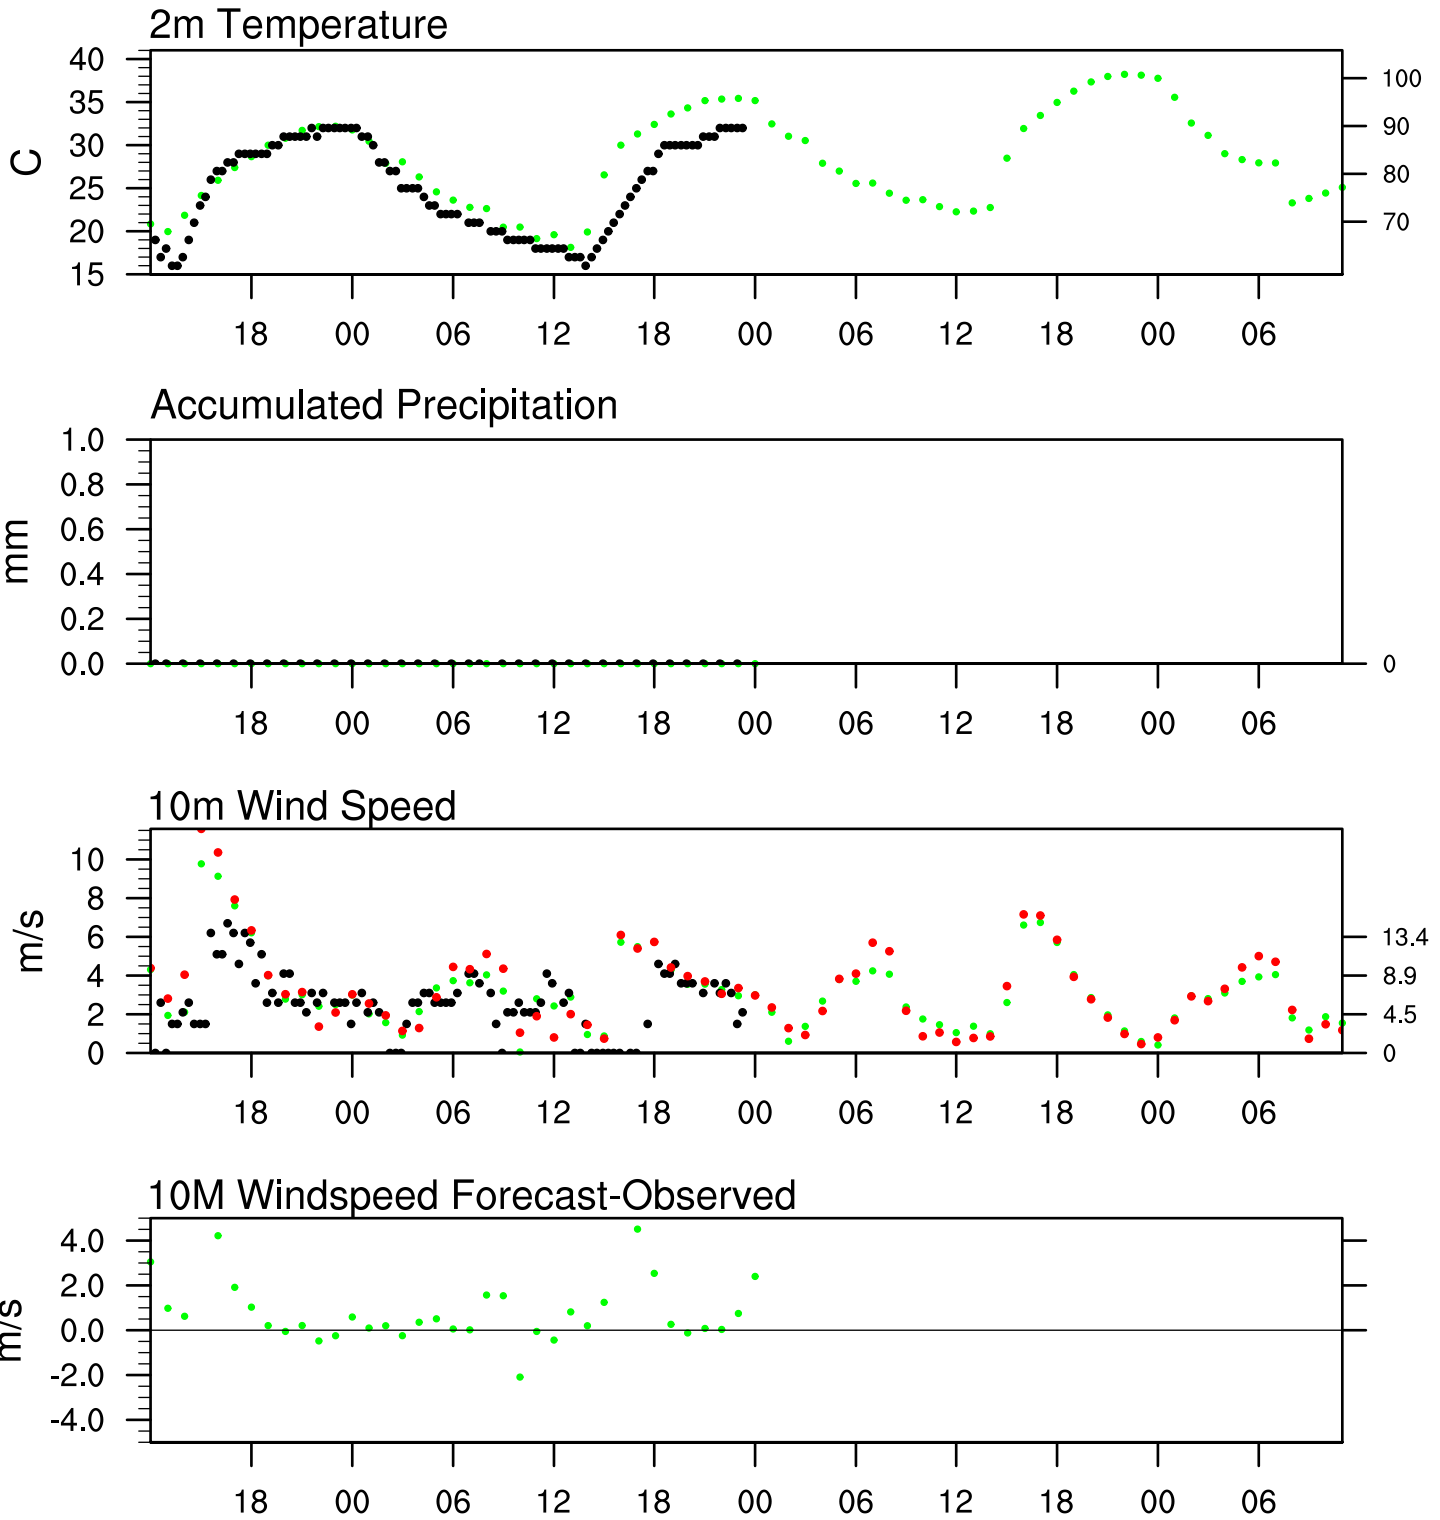 2m Temperature
40
35
30
25
20
15
C
100
90
80
70
18 00 06 12 18 00 06 12 18 00 06
Accumulated Precipitation
1.0
0.8
0.6
0.4
0.2
0.0
mm
0
18 00 06 12 18 00 06 12 18 00 06
10m Wind Speed
10
8
6
4
2
0
m/s
13.4
8.9
4.5
0
18 00 06 12 18 00 06 12 18 00 06
10M Windspeed Forecast-Observed
4.0
2.0
0.0
-2.0
-4.0
m/s
18 00 06 12 18 00 06 12 18 00 06